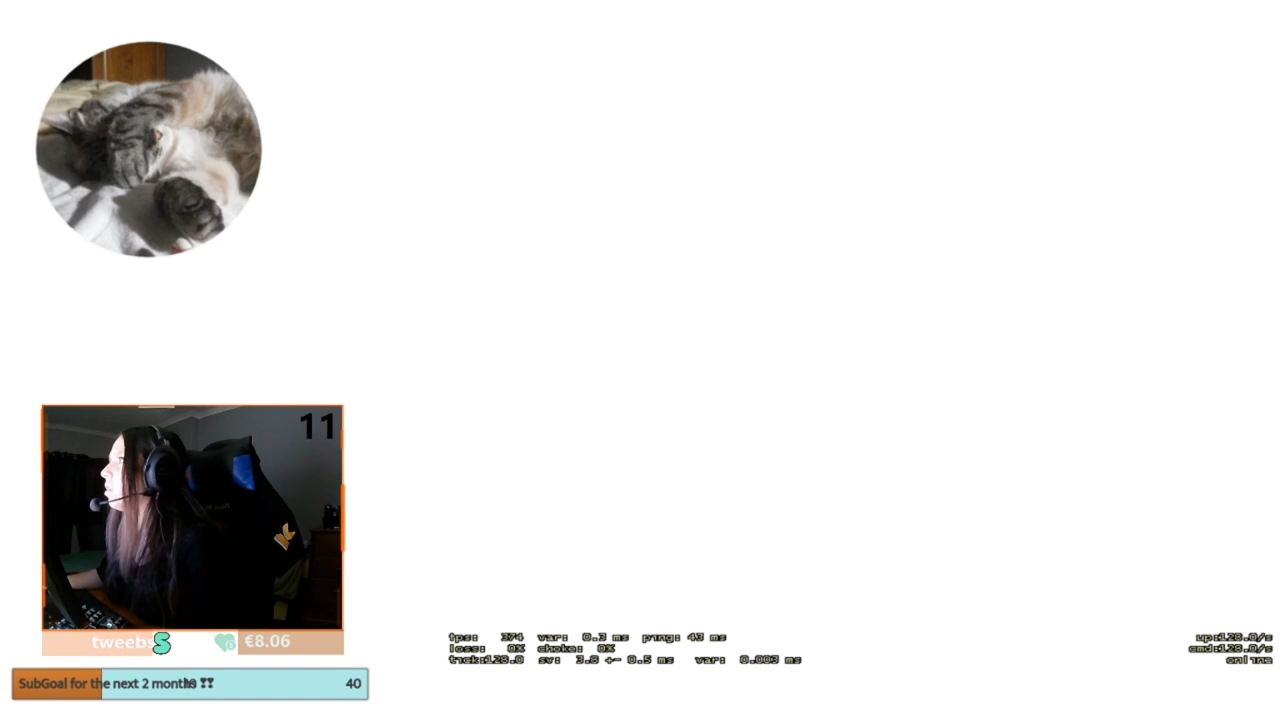 11
tweebs
6 €8.06
SubGoal for the next 2 months !! 40
fps: 374 var: 0.3 ms ping: 43 ms
loss: 0% choke: 0%
tick:128.0 sv: 3.8 +- 0.5 ms var: 0.003 ms
up:128.0/s
cmd:128.0/s
online